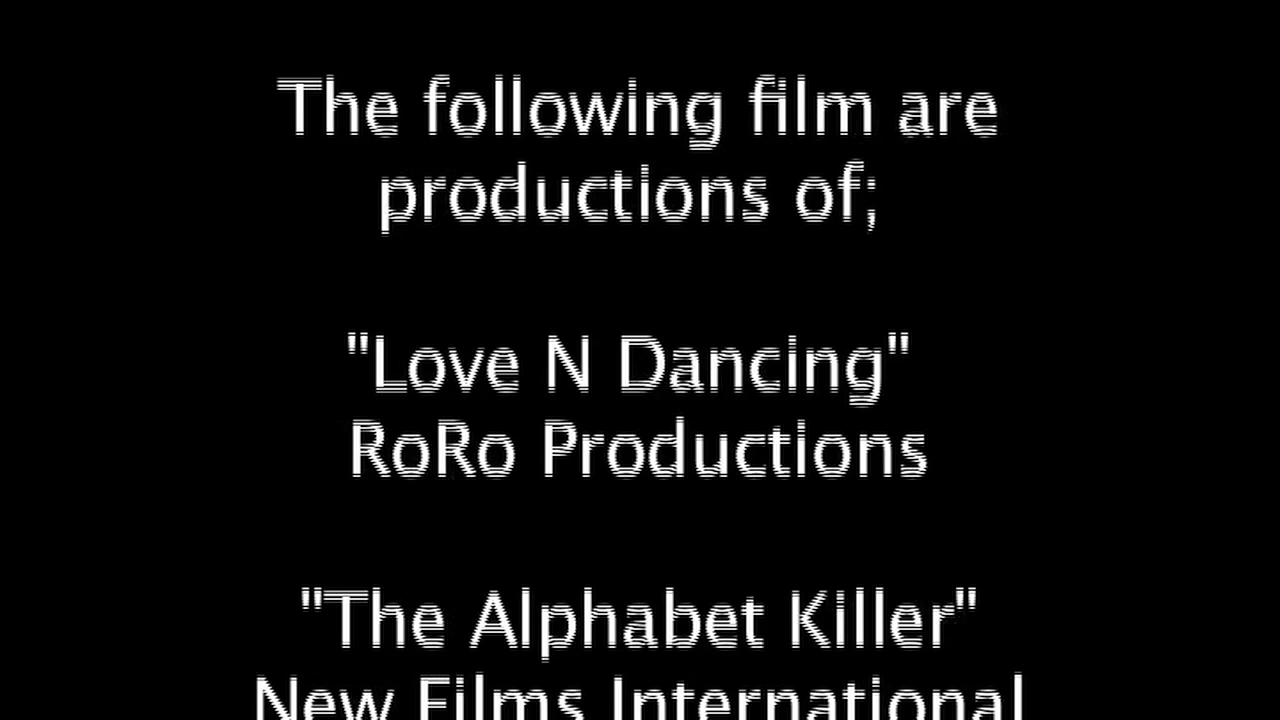 The following film are
productions of;
"Love N Dancing"
RoRo Productions
"The Alphabet Killer"
New Films International